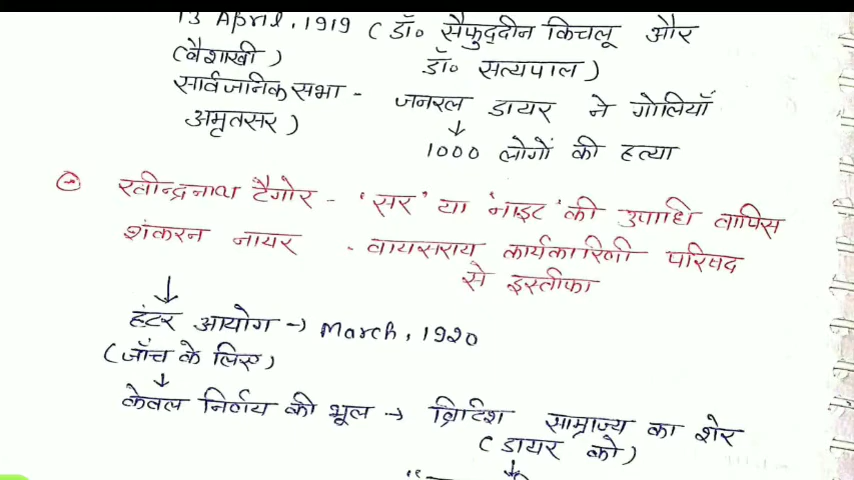 13 April, 1919 (डॉ० सैफुद्दीन किचलू और
(वैशाखी) डॉ० सत्यपाल)
सार्वजानिक सभा - जनरल डायर ने गोलियाँ
अमृतसर) ↓
1000 लोगों की हत्या
रवीन्द्रनाथ टैगोर - 'सर' या 'नाइट' की उपाधि वापिस
शंकरन नायर - वायसराय कार्यकारिणी परिषद
से इस्तीफा
↓
हंटर आयोग → March, 1920
(जाँच के लिए)
↓
केवल निर्णय की भूल → ब्रिटिश साम्राज्य का शेर
(डायर को)
↓